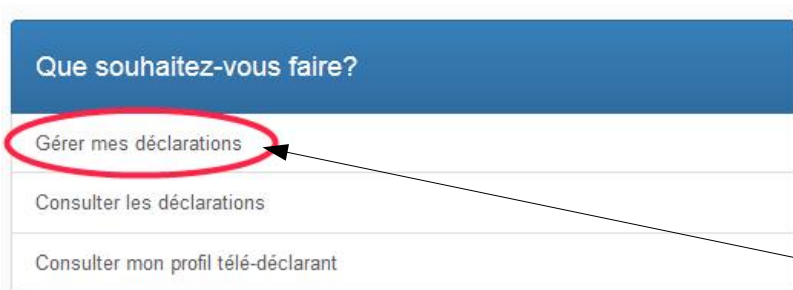 Que souhaitez-vous faire?
Gérer mes déclarations
Consulter les déclarations
Consulter mon profil télé-déclarant